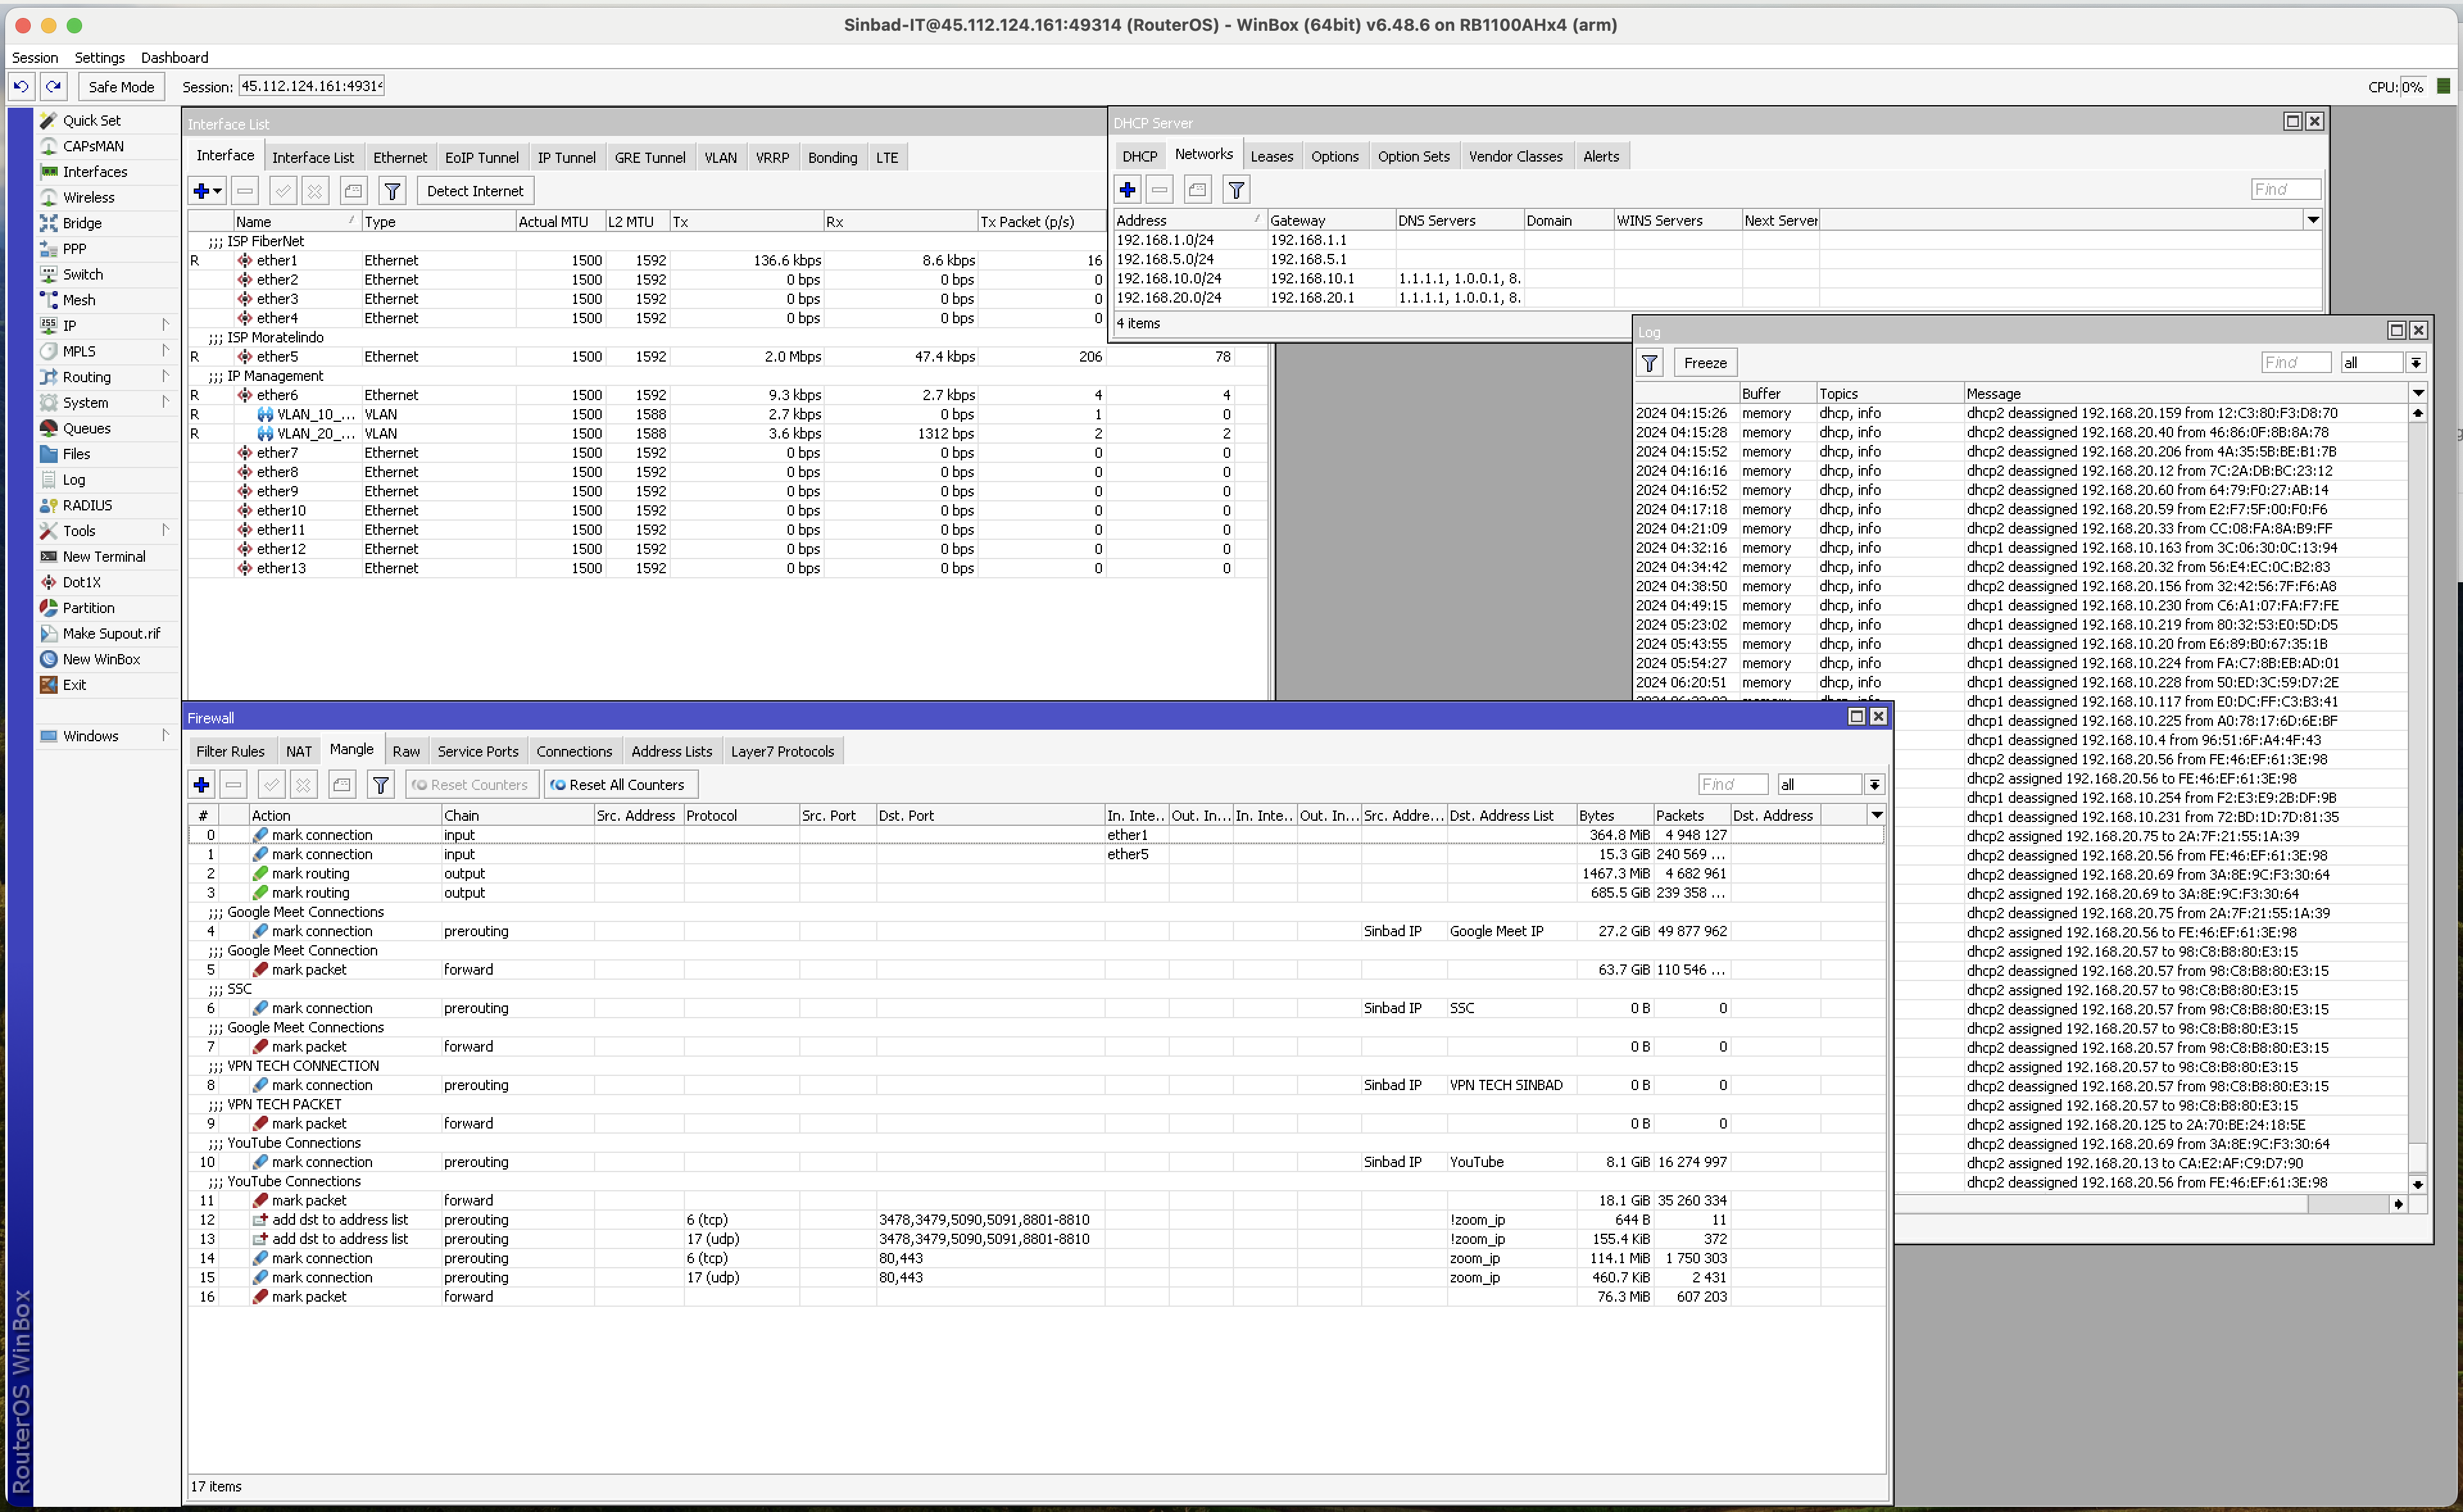 Sinbad-IT@45.112.124.161:49314 (RouterOS) - WinBox (64bit) v6.48.6 on RB1100AHx4 (arm)
Session Settings Dashboard
Safe Mode Session: 45.112.124.161:49314 CPU: 0%
Quick Set
CAPsMAN
Interfaces
Wireless
Bridge
PPP
Switch
Mesh
IP
MPLS
Routing
System
Queues
Files
Log
RADIUS
Tools
New Terminal
Dot1X
Partition
Make Supout.rif
New WinBox
Exit
Windows
RouterOS WinBox
Interface List
Interface Interface List Ethernet EoIP Tunnel IP Tunnel GRE Tunnel VLAN VRRP Bonding LTE
Detect Internet
Name Type Actual MTU L2 MTU Tx Rx Tx Packet (p/s)
;;; ISP FiberNet
R ether1 Ethernet 1500 1592 136.6 kbps 8.6 kbps 16
ether2 Ethernet 1500 1592 0 bps 0 bps 0
ether3 Ethernet 1500 1592 0 bps 0 bps 0
ether4 Ethernet 1500 1592 0 bps 0 bps 0
;;; ISP Moratelindo
R ether5 Ethernet 1500 1592 2.0 Mbps 47.4 kbps 206 78
;;; IP Management
R ether6 Ethernet 1500 1592 9.3 kbps 2.7 kbps 4 4
R VLAN_10_... VLAN 1500 1588 2.7 kbps 0 bps 1 0
R VLAN_20_... VLAN 1500 1588 3.6 kbps 1312 bps 2 2
ether7 Ethernet 1500 1592 0 bps 0 bps 0 0
ether8 Ethernet 1500 1592 0 bps 0 bps 0 0
ether9 Ethernet 1500 1592 0 bps 0 bps 0 0
ether10 Ethernet 1500 1592 0 bps 0 bps 0 0
ether11 Ethernet 1500 1592 0 bps 0 bps 0 0
ether12 Ethernet 1500 1592 0 bps 0 bps 0 0
ether13 Ethernet 1500 1592 0 bps 0 bps 0 0
DHCP Server
DHCP Networks Leases Options Option Sets Vendor Classes Alerts
Find
Address Gateway DNS Servers Domain WINS Servers Next Server
192.168.1.0/24 192.168.1.1
192.168.5.0/24 192.168.5.1
192.168.10.0/24 192.168.10.1 1.1.1.1, 1.0.0.1, 8.
192.168.20.0/24 192.168.20.1 1.1.1.1, 1.0.0.1, 8.
4 items
Log
Freeze Find all
Buffer Topics Message
2024 04:15:26 memory dhcp, info dhcp2 deassigned 192.168.20.159 from 12:C3:80:F3:D8:70
2024 04:15:28 memory dhcp, info dhcp2 deassigned 192.168.20.40 from 46:86:0F:8B:8A:78
2024 04:15:52 memory dhcp, info dhcp2 deassigned 192.168.20.206 from 4A:35:5B:BE:B1:7B
2024 04:16:16 memory dhcp, info dhcp2 deassigned 192.168.20.12 from 7C:2A:DB:BC:23:12
2024 04:16:52 memory dhcp, info dhcp2 deassigned 192.168.20.60 from 64:79:F0:27:AB:14
2024 04:17:18 memory dhcp, info dhcp2 deassigned 192.168.20.59 from E2:F7:5F:00:F0:F6
2024 04:21:09 memory dhcp, info dhcp2 deassigned 192.168.20.33 from CC:08:FA:8A:B9:FF
2024 04:32:16 memory dhcp, info dhcp1 deassigned 192.168.10.163 from 3C:06:30:0C:13:94
2024 04:34:42 memory dhcp, info dhcp2 deassigned 192.168.20.32 from 56:E4:EC:0C:B2:83
2024 04:38:50 memory dhcp, info dhcp2 deassigned 192.168.20.156 from 32:42:56:7F:F6:A8
2024 04:49:15 memory dhcp, info dhcp1 deassigned 192.168.10.230 from C6:A1:07:FA:F7:FE
2024 05:23:02 memory dhcp, info dhcp1 deassigned 192.168.10.219 from 80:32:53:E0:5D:D5
2024 05:43:55 memory dhcp, info dhcp1 deassigned 192.168.10.20 from E6:89:B0:67:35:1B
2024 05:54:27 memory dhcp, info dhcp1 deassigned 192.168.10.224 from FA:C7:8B:EB:AD:01
2024 06:20:51 memory dhcp, info dhcp1 deassigned 192.168.10.228 from 50:ED:3C:59:D7:2E
dhcp1 deassigned 192.168.10.117 from E0:DC:FF:C3:B3:41
dhcp1 deassigned 192.168.10.225 from A0:78:17:6D:6E:BF
dhcp1 deassigned 192.168.10.4 from 96:51:6F:A4:4F:43
dhcp2 deassigned 192.168.20.56 from FE:46:EF:61:3E:98
dhcp2 assigned 192.168.20.56 to FE:46:EF:61:3E:98
dhcp1 deassigned 192.168.10.254 from F2:E3:E9:2B:DF:9B
dhcp1 deassigned 192.168.10.231 from 72:BD:1D:7D:81:35
dhcp2 assigned 192.168.20.75 to 2A:7F:21:55:1A:39
dhcp2 deassigned 192.168.20.56 from FE:46:EF:61:3E:98
dhcp2 deassigned 192.168.20.69 from 3A:8E:9C:F3:30:64
dhcp2 assigned 192.168.20.69 to 3A:8E:9C:F3:30:64
dhcp2 deassigned 192.168.20.75 from 2A:7F:21:55:1A:39
dhcp2 assigned 192.168.20.56 to FE:46:EF:61:3E:98
dhcp2 assigned 192.168.20.57 to 98:C8:B8:80:E3:15
dhcp2 deassigned 192.168.20.57 from 98:C8:B8:80:E3:15
dhcp2 assigned 192.168.20.57 to 98:C8:B8:80:E3:15
dhcp2 deassigned 192.168.20.57 from 98:C8:B8:80:E3:15
dhcp2 assigned 192.168.20.57 to 98:C8:B8:80:E3:15
dhcp2 deassigned 192.168.20.57 from 98:C8:B8:80:E3:15
dhcp2 assigned 192.168.20.57 to 98:C8:B8:80:E3:15
dhcp2 deassigned 192.168.20.57 from 98:C8:B8:80:E3:15
dhcp2 assigned 192.168.20.57 to 98:C8:B8:80:E3:15
dhcp2 assigned 192.168.20.125 to 2A:70:BE:24:18:5E
dhcp2 deassigned 192.168.20.69 from 3A:8E:9C:F3:30:64
dhcp2 assigned 192.168.20.13 to CA:E2:AF:C9:D7:90
dhcp2 deassigned 192.168.20.56 from FE:46:EF:61:3E:98
Firewall
Filter Rules NAT Mangle Raw Service Ports Connections Address Lists Layer7 Protocols
Reset Counters Reset All Counters Find all
# Action Chain Src. Address Protocol Src. Port Dst. Port In. Inte.. Out. In... In. Inte.. Out. In... Src. Addre... Dst. Address List Bytes Packets Dst. Address
0 mark connection input ether1 364.8 MiB 4 948 127
1 mark connection input ether5 15.3 GiB 240 569 ...
2 mark routing output 1467.3 MiB 4 682 961
3 mark routing output 685.5 GiB 239 358 ...
;;; Google Meet Connections
4 mark connection prerouting Sinbad IP Google Meet IP 27.2 GiB 49 877 962
;;; Google Meet Connection
5 mark packet forward 63.7 GiB 110 546 ...
;;; SSC
6 mark connection prerouting Sinbad IP SSC 0 B 0
;;; Google Meet Connections
7 mark packet forward 0 B 0
;;; VPN TECH CONNECTION
8 mark connection prerouting Sinbad IP VPN TECH SINBAD 0 B 0
;;; VPN TECH PACKET
9 mark packet forward 0 B 0
;;; YouTube Connections
10 mark connection prerouting Sinbad IP YouTube 8.1 GiB 16 274 997
;;; YouTube Connections
11 mark packet forward 18.1 GiB 35 260 334
12 add dst to address list prerouting 6 (tcp) 3478,3479,5090,5091,8801-8810 !zoom_ip 644 B 11
13 add dst to address list prerouting 17 (udp) 3478,3479,5090,5091,8801-8810 !zoom_ip 155.4 KiB 372
14 mark connection prerouting 6 (tcp) 80,443 zoom_ip 114.1 MiB 1 750 303
15 mark connection prerouting 17 (udp) 80,443 zoom_ip 460.7 KiB 2 431
16 mark packet forward 76.3 MiB 607 203
17 items